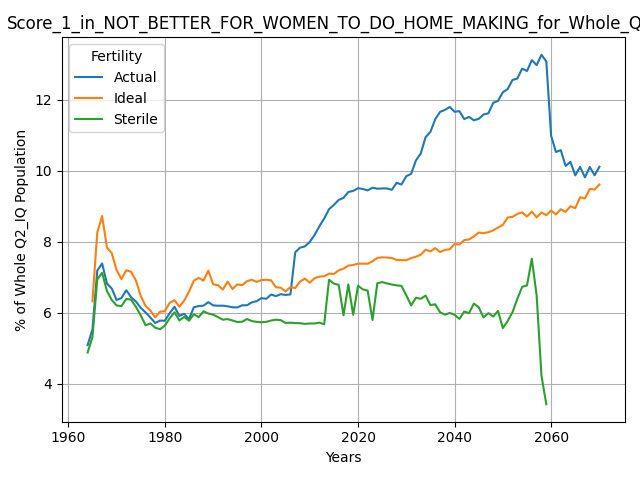 Score_1_in_NOT_BETTER_FOR_WOMEN_TO_DO_HOME_MAKING_for_Whole_Q
Fertility
Actual
Ideal
Sterile
% of Whole Q2_IQ Population
12
10
8
6
4
1960 1980 2000 2020 2040 2060
Years